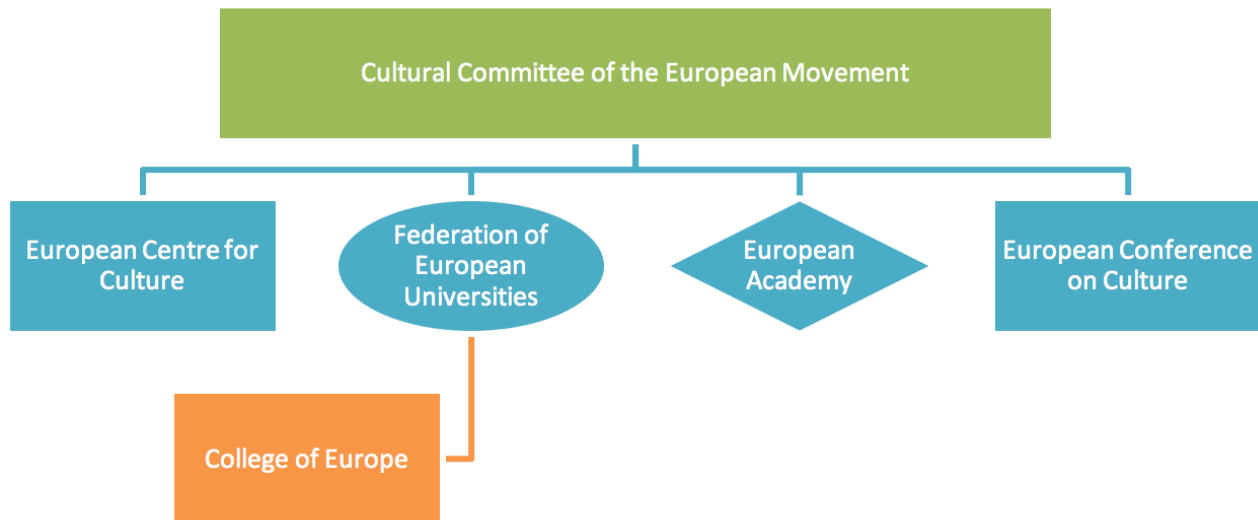 Cultural Committee of the European Movement
European Centre for
Culture
Federation of
European
Universities
European
Academy
European Conference
on Culture
College of Europe